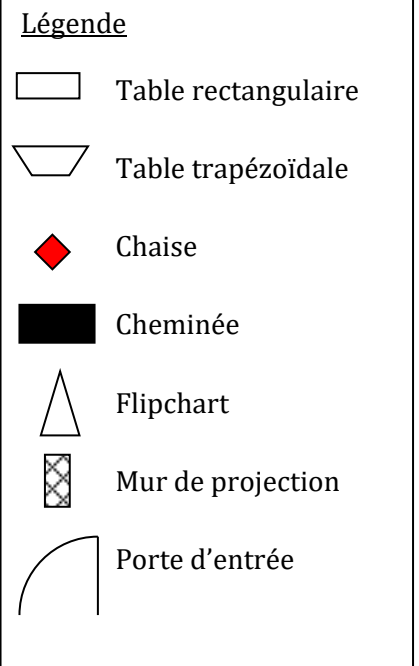 Légende
Table rectangulaire
Table trapézoïdale
Chaise
Cheminée
Flipchart
Mur de projection
Porte d’entrée